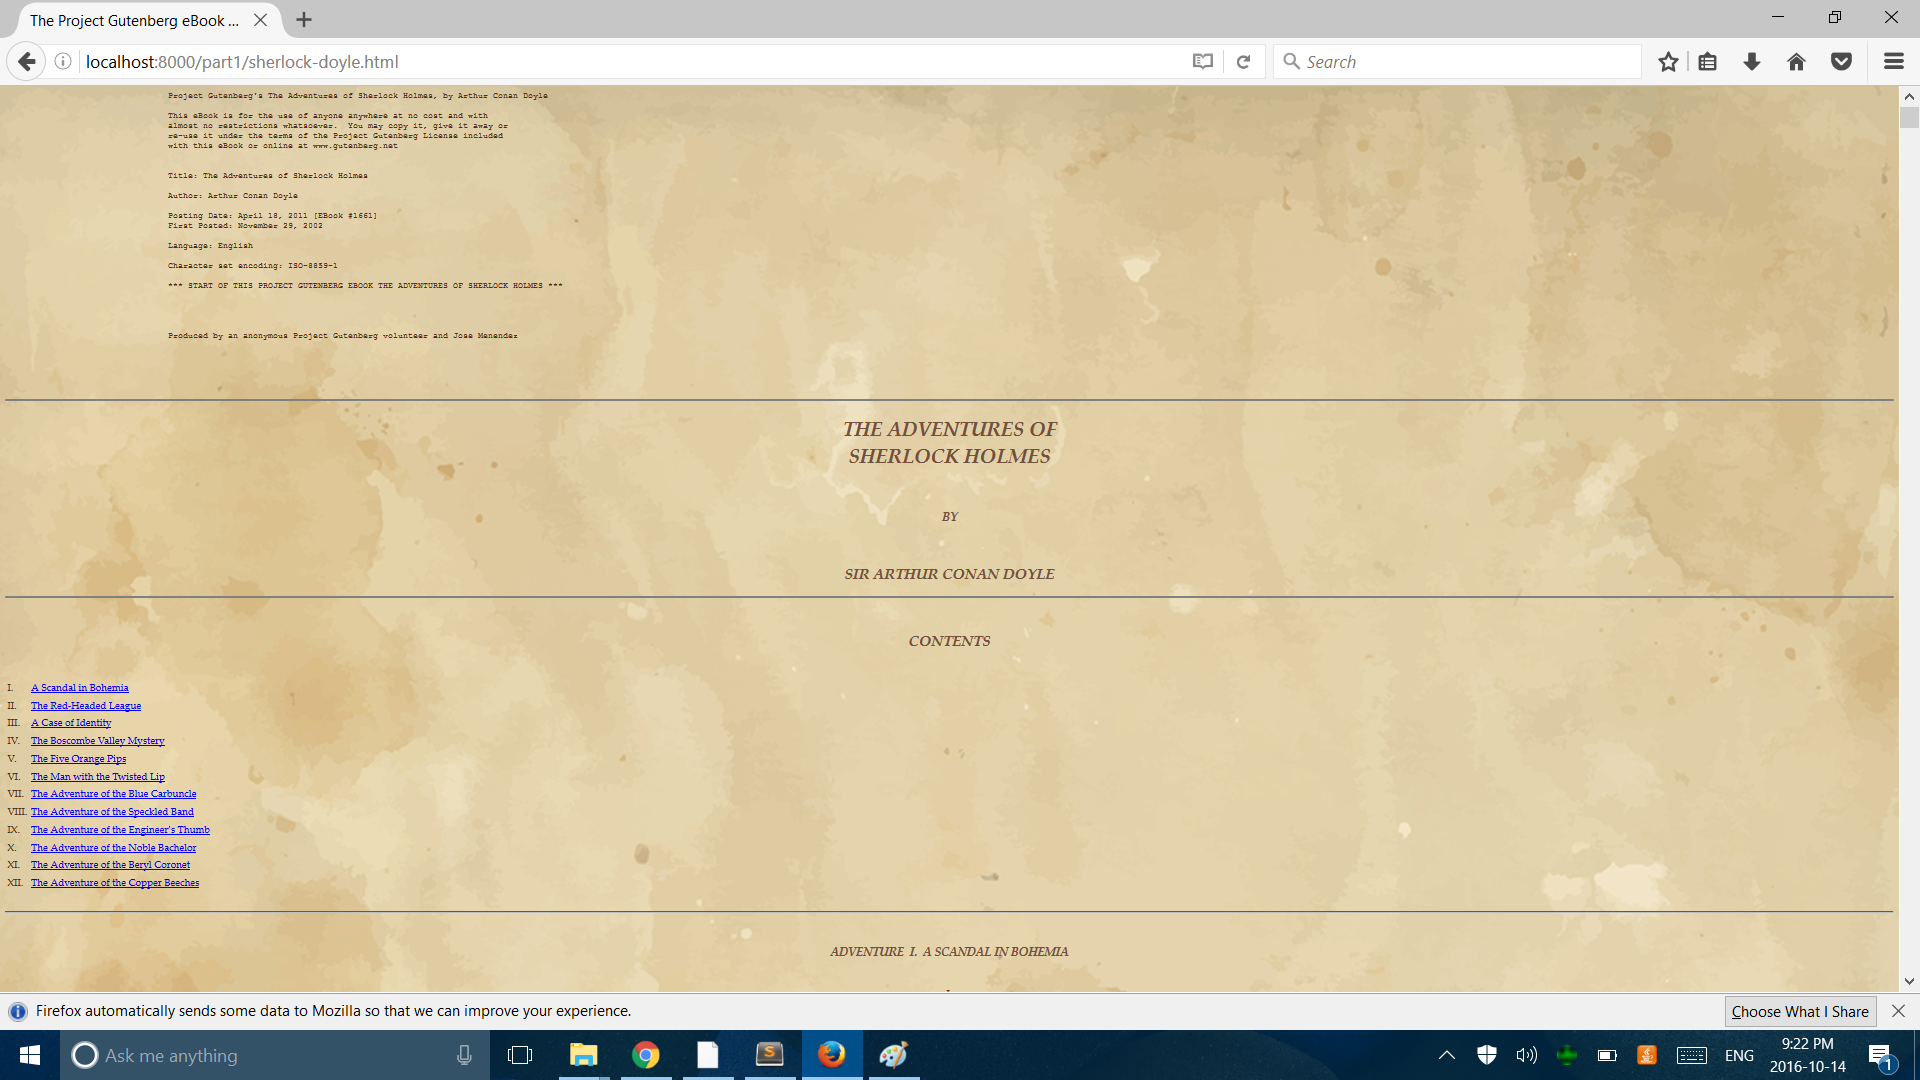 The Project Gutenberg eBook ...
localhost:8000/part1/sherlock-doyle.html
Search
Project Gutenberg's The Adventures of Sherlock Holmes, by Arthur Conan Doyle
This eBook is for the use of anyone anywhere at no cost and with
almost no restrictions whatsoever.  You may copy it, give it away or
re-use it under the terms of the Project Gutenberg License included
with this eBook or online at www.gutenberg.net
Title: The Adventures of Sherlock Holmes
Author: Arthur Conan Doyle
Posting Date: April 18, 2011 [EBook #1661]
First Posted: November 29, 2002
Language: English
Character set encoding: ISO-8859-1
*** START OF THIS PROJECT GUTENBERG EBOOK THE ADVENTURES OF SHERLOCK HOLMES ***
Produced by an anonymous Project Gutenberg volunteer and Jose Menendez
THE ADVENTURES OF
SHERLOCK HOLMES
BY
SIR ARTHUR CONAN DOYLE
CONTENTS
I. A Scandal in Bohemia
II. The Red-Headed League
III. A Case of Identity
IV. The Boscombe Valley Mystery
V. The Five Orange Pips
VI. The Man with the Twisted Lip
VII. The Adventure of the Blue Carbuncle
VIII. The Adventure of the Speckled Band
IX. The Adventure of the Engineer's Thumb
X. The Adventure of the Noble Bachelor
XI. The Adventure of the Beryl Coronet
XII. The Adventure of the Copper Beeches
ADVENTURE I. A SCANDAL IN BOHEMIA
Firefox automatically sends some data to Mozilla so that we can improve your experience.
Choose What I Share
Ask me anything
S
ENG
9:22 PM
2016-10-14
1